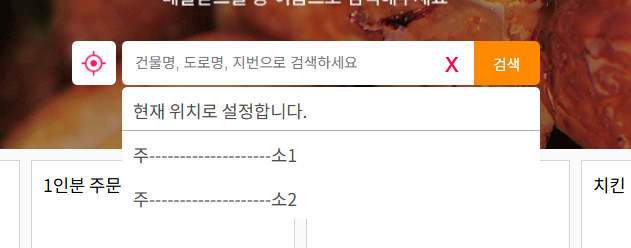 건물명, 도로명, 지번으로 검색하세요 X 검색
현재 위치로 설정합니다.
주---------------------소1
1인분 주문
치킨
주---------------------소2